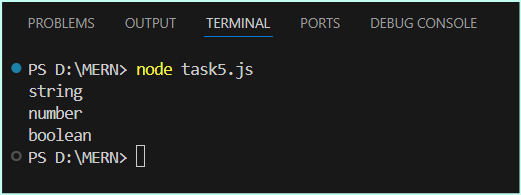 PROBLEMS OUTPUT TERMINAL PORTS DEBUG CONSOLE
PS D:\MERN> node task5.js
string
number
boolean
PS D:\MERN>